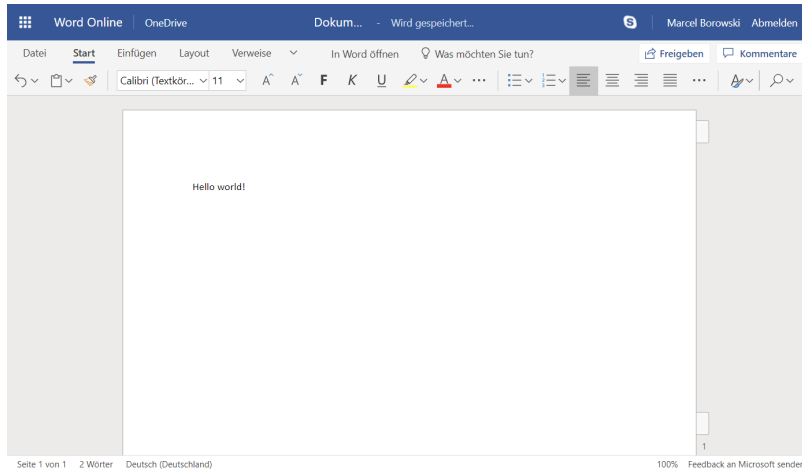 Word Online OneDrive Dokum... - Wird gespeichert... Marcel Borowski Abmelden
Datei Start Einfügen Layout Verweise In Word öffnen Was möchten Sie tun? Freigeben Kommentare
Calibri (Textkör... 11 A A F K U A ...
Hello world!
1
Seite 1 von 1 2 Wörter Deutsch (Deutschland) 100% Feedback an Microsoft sender